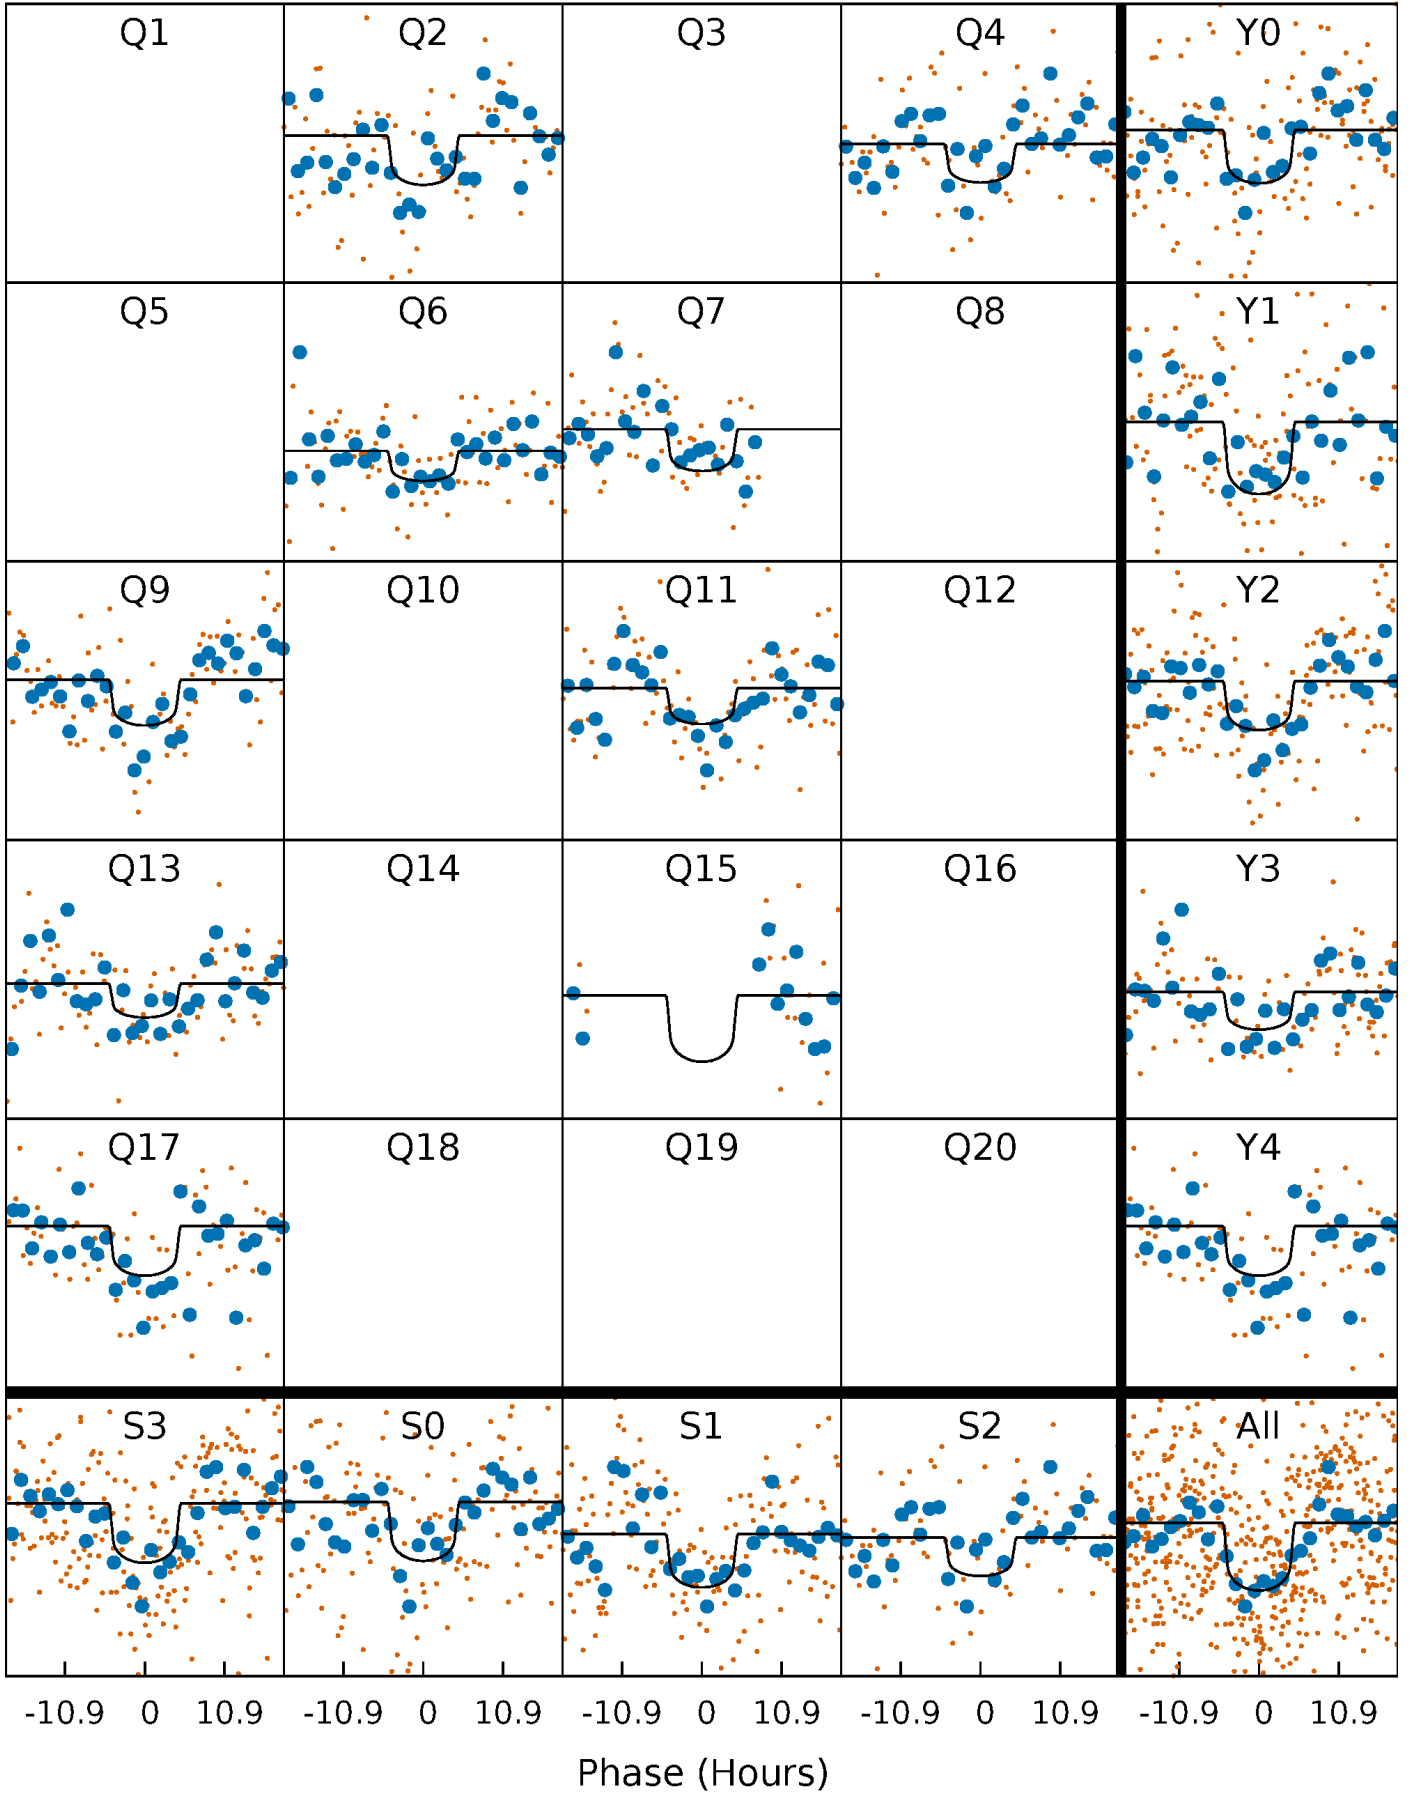 Q1 Q2 Q3 Q4 Y0
Q5 Q6 Q7 Q8 Y1
Q9 Q10 Q11 Q12 Y2
Q13 Q14 Q15 Q16 Y3
Q17 Q18 Q19 Q20 Y4
S3 S0 S1 S2 All
-10.9 0 10.9 -10.9 0 10.9 -10.9 0 10.9 -10.9 0 10.9 -10.9 0 10.9
Phase (Hours)